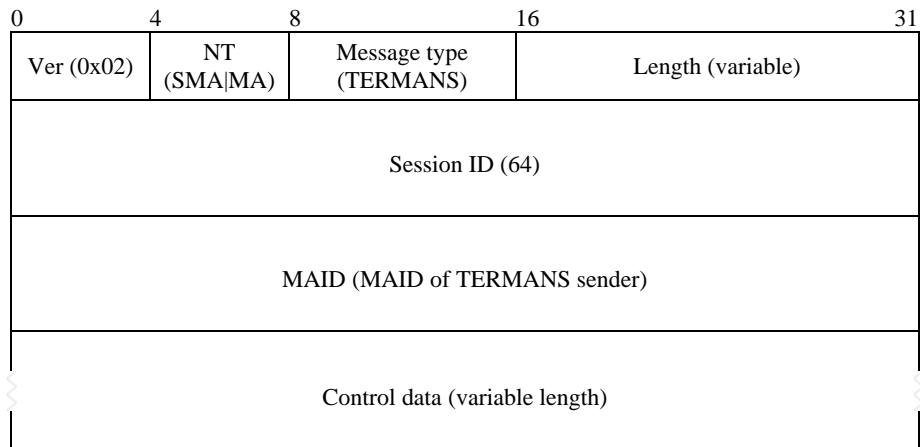 0 4 8 16 31
Ver (0x02) NT (SMA|MA) Message type (TERMANS) Length (variable)
Session ID (64)
MAID (MAID of TERMANS sender)
Control data (variable length)